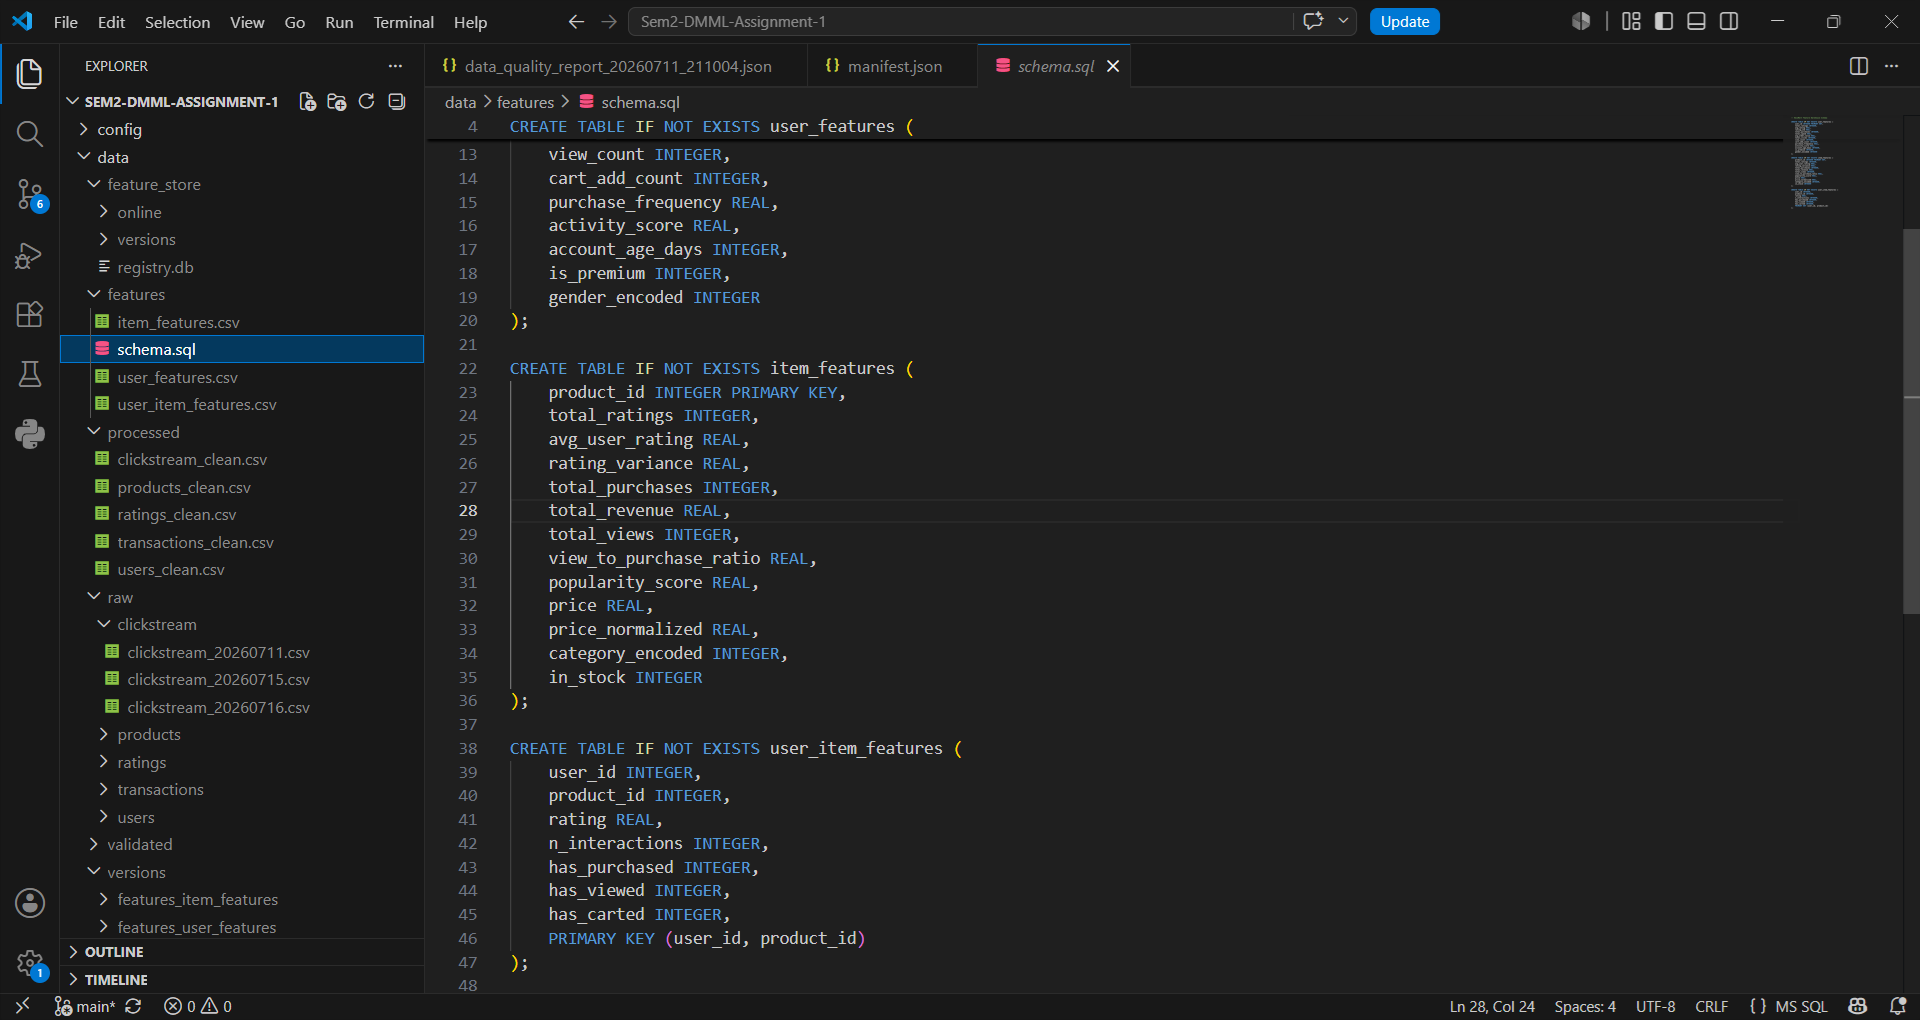 File Edit Selection View Go Run Terminal Help
Sem2-DMML-Assignment-1
Update
EXPLORER
SEM2-DMML-ASSIGNMENT-1
config
data
feature_store
online
versions
registry.db
features
item_features.csv
schema.sql
user_features.csv
user_item_features.csv
processed
clickstream_clean.csv
products_clean.csv
ratings_clean.csv
transactions_clean.csv
users_clean.csv
raw
clickstream
clickstream_20260711.csv
clickstream_20260715.csv
clickstream_20260716.csv
products
ratings
transactions
users
validated
versions
features_item_features
features_user_features
OUTLINE
TIMELINE
6
1
data_quality_report_20260711_211004.json
manifest.json
schema.sql
data > features > schema.sql
4 CREATE TABLE IF NOT EXISTS user_features (
13 view_count INTEGER,
14 cart_add_count INTEGER,
15 purchase_frequency REAL,
16 activity_score REAL,
17 account_age_days INTEGER,
18 is_premium INTEGER,
19 gender_encoded INTEGER
20 );
21
22 CREATE TABLE IF NOT EXISTS item_features (
23 product_id INTEGER PRIMARY KEY,
24 total_ratings INTEGER,
25 avg_user_rating REAL,
26 rating_variance REAL,
27 total_purchases INTEGER,
28 total_revenue REAL,
29 total_views INTEGER,
30 view_to_purchase_ratio REAL,
31 popularity_score REAL,
32 price REAL,
33 price_normalized REAL,
34 category_encoded INTEGER,
35 in_stock INTEGER
36 );
37
38 CREATE TABLE IF NOT EXISTS user_item_features (
39 user_id INTEGER,
40 product_id INTEGER,
41 rating REAL,
42 n_interactions INTEGER,
43 has_purchased INTEGER,
44 has_viewed INTEGER,
45 has_carted INTEGER,
46 PRIMARY KEY (user_id, product_id)
47 );
48
main* 0 0
Ln 28, Col 24 Spaces: 4 UTF-8 CRLF {} MS SQL